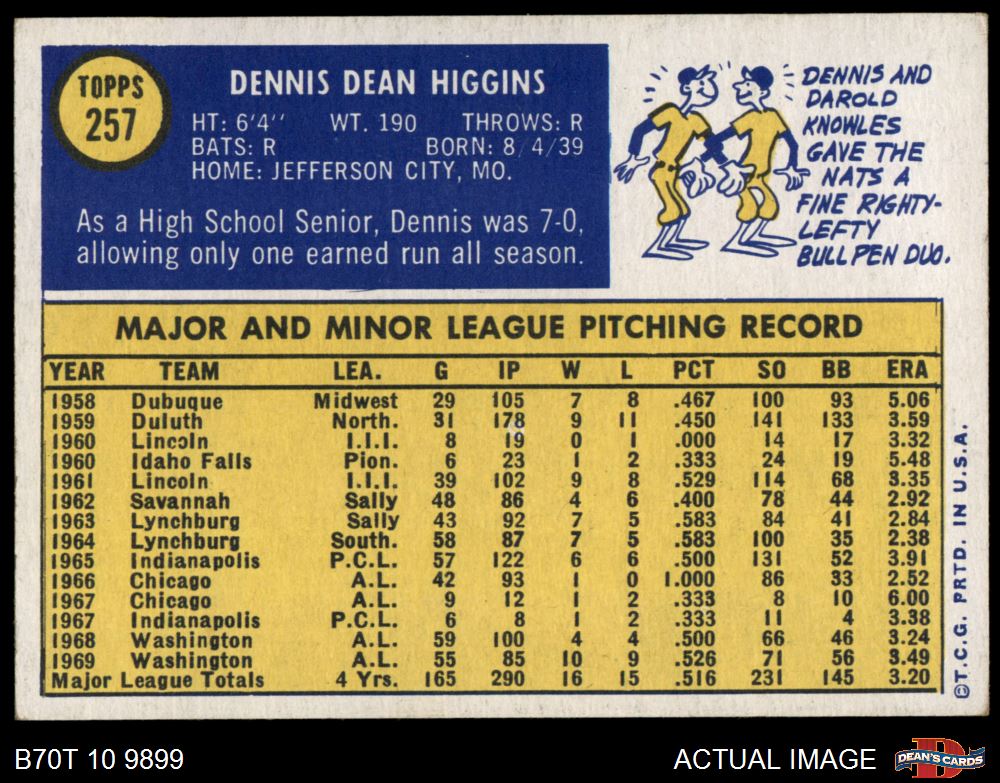 TOPPS
257
DENNIS DEAN HIGGINS
HT: 6'4'' WT. 190 THROWS: R
BATS: R BORN: 8/4/39
HOME: JEFFERSON CITY, MO.
As a High School Senior, Dennis was 7-0,
allowing only one earned run all season.
DENNIS AND
DAROLD
KNOWLES
GAVE THE
NATS A
FINE RIGHTY-
LEFTY
BULLPEN DUO.
MAJOR AND MINOR LEAGUE PITCHING RECORD
YEAR TEAM LEA. G IP W L PCT SO BB ERA
1958 Dubuque Midwest 29 105 7 8 .467 100 93 5.06
1959 Duluth North. 31 178 9 11 .450 141 133 3.59
1960 Lincoln I.I.I. 8 19 0 1 .000 14 17 3.32
1960 Idaho Falls Pion. 6 23 1 2 .333 24 19 5.48
1961 Lincoln I.I.I. 39 102 9 8 .529 114 68 3.35
1962 Savannah Sally 48 86 4 6 .400 78 44 2.92
1963 Lynchburg Sally 43 92 7 5 .583 84 41 2.84
1964 Lynchburg South. 58 87 7 5 .583 100 35 2.38
1965 Indianapolis P.C.L. 57 122 6 6 .500 131 52 3.91
1966 Chicago A.L. 42 93 1 0 1.000 86 33 2.52
1967 Chicago A.L. 9 12 1 2 .333 8 10 6.00
1967 Indianapolis P.C.L. 6 8 1 2 .333 11 4 3.38
1968 Washington A.L. 59 100 4 4 .500 66 46 3.24
1969 Washington A.L. 55 85 10 9 .526 71 56 3.49
Major League Totals 4 Yrs. 165 290 16 15 .516 231 145 3.20
©T.C.G. PRTD. IN U.S.A.
B70T 10 9899
ACTUAL IMAGE
DEAN'S CARDS